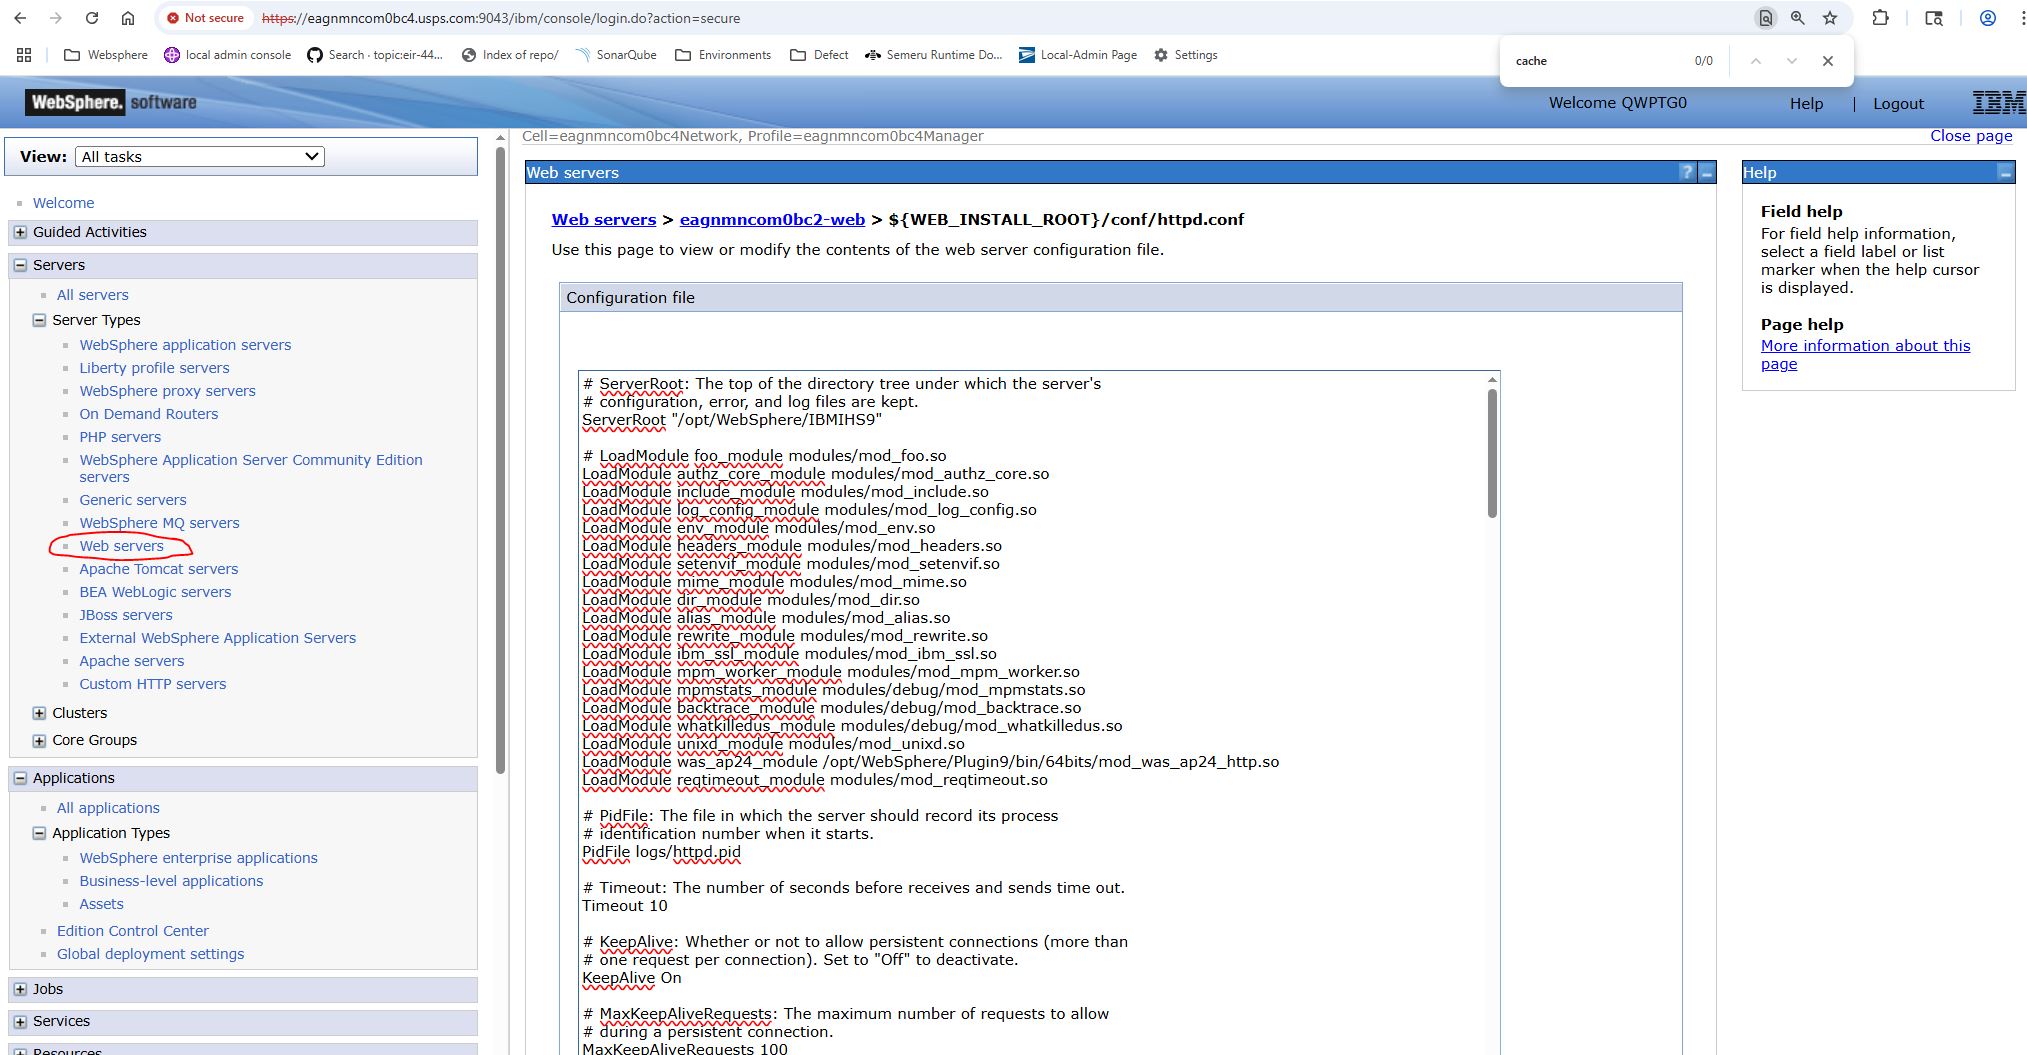 Not secure
https://eagnmncom0bc4.usps.com:9043/ibm/console/login.do?action=secure
Websphere
local admin console
Search · topic:eir-44...
Index of repo/
SonarQube
Environments
Defect
Semeru Runtime Do...
Local-Admin Page
Settings
cache
0/0
WebSphere. software
Welcome QWPTG0
Help
|
Logout
IBM
View:
All tasks
Welcome
Guided Activities
Servers
All servers
Server Types
WebSphere application servers
Liberty profile servers
WebSphere proxy servers
On Demand Routers
PHP servers
WebSphere Application Server Community Edition
servers
Generic servers
WebSphere MQ servers
Web servers
Apache Tomcat servers
BEA WebLogic servers
JBoss servers
External WebSphere Application Servers
Apache servers
Custom HTTP servers
Clusters
Core Groups
Applications
All applications
Application Types
WebSphere enterprise applications
Business-level applications
Assets
Edition Control Center
Global deployment settings
Jobs
Services
Resources
Cell=eagnmncom0bc4Network, Profile=eagnmncom0bc4Manager
Close page
Web servers
?
Web servers > eagnmncom0bc2-web > ${WEB_INSTALL_ROOT}/conf/httpd.conf
Use this page to view or modify the contents of the web server configuration file.
Configuration file
# ServerRoot: The top of the directory tree under which the server's
# configuration, error, and log files are kept.
ServerRoot "/opt/WebSphere/IBMIHS9"
# LoadModule foo_module modules/mod_foo.so
LoadModule authz_core_module modules/mod_authz_core.so
LoadModule include_module modules/mod_include.so
LoadModule log_config_module modules/mod_log_config.so
LoadModule env_module modules/mod_env.so
LoadModule headers_module modules/mod_headers.so
LoadModule setenvif_module modules/mod_setenvif.so
LoadModule mime_module modules/mod_mime.so
LoadModule dir_module modules/mod_dir.so
LoadModule alias_module modules/mod_alias.so
LoadModule rewrite_module modules/mod_rewrite.so
LoadModule ibm_ssl_module modules/mod_ibm_ssl.so
LoadModule mpm_worker_module modules/mod_mpm_worker.so
LoadModule mpmstats_module modules/debug/mod_mpmstats.so
LoadModule backtrace_module modules/debug/mod_backtrace.so
LoadModule whatkilledus_module modules/debug/mod_whatkilledus.so
LoadModule unixd_module modules/mod_unixd.so
LoadModule was_ap24_module /opt/WebSphere/Plugin9/bin/64bits/mod_was_ap24_http.so
LoadModule reqtimeout_module modules/mod_reqtimeout.so
# PidFile: The file in which the server should record its process
# identification number when it starts.
PidFile logs/httpd.pid
# Timeout: The number of seconds before receives and sends time out.
Timeout 10
# KeepAlive: Whether or not to allow persistent connections (more than
# one request per connection). Set to "Off" to deactivate.
KeepAlive On
# MaxKeepAliveRequests: The maximum number of requests to allow
# during a persistent connection.
MaxKeepAliveRequests 100
Help
Field help
For field help information,
select a field label or list
marker when the help cursor
is displayed.
Page help
More information about this
page